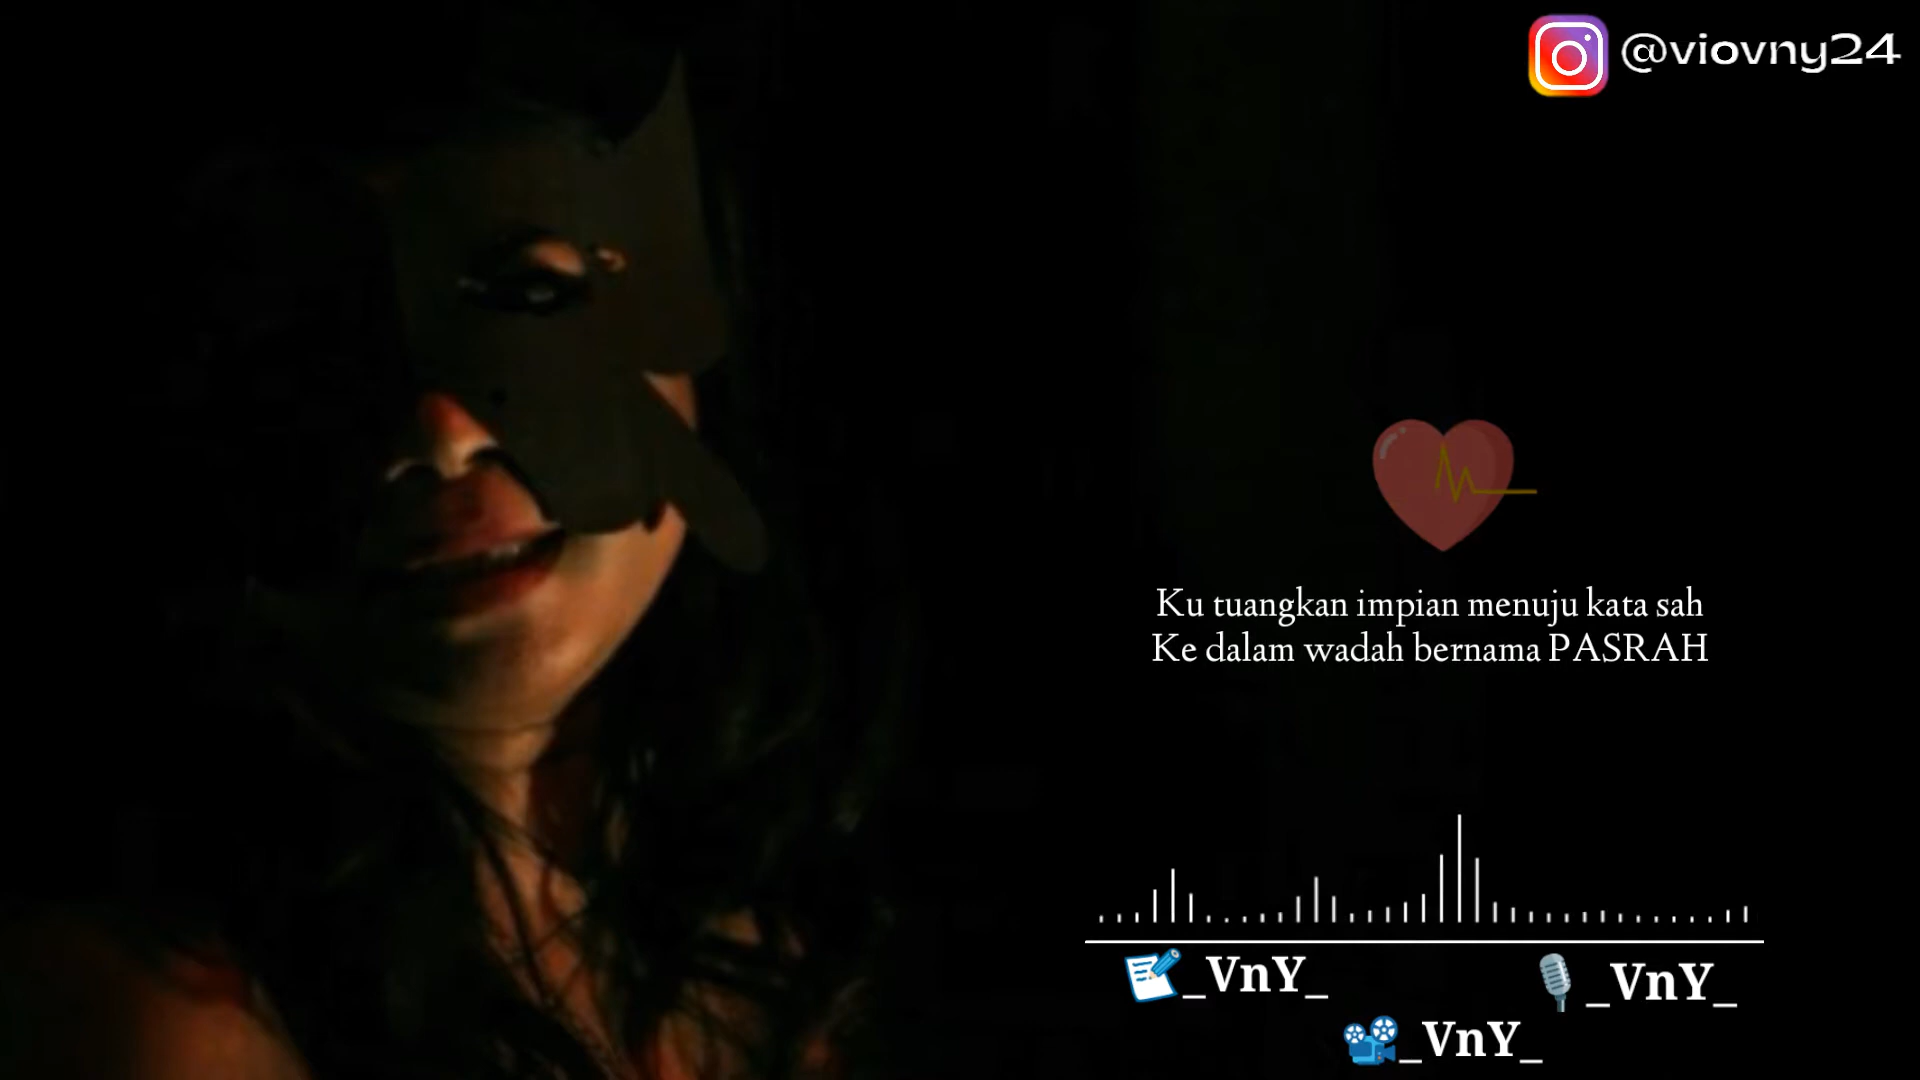 @viovny24
Ku tuangkan impian menuju kata sah
Ke dalam wadah bernama PASRAH
_VnY_
_VnY_
_VnY_